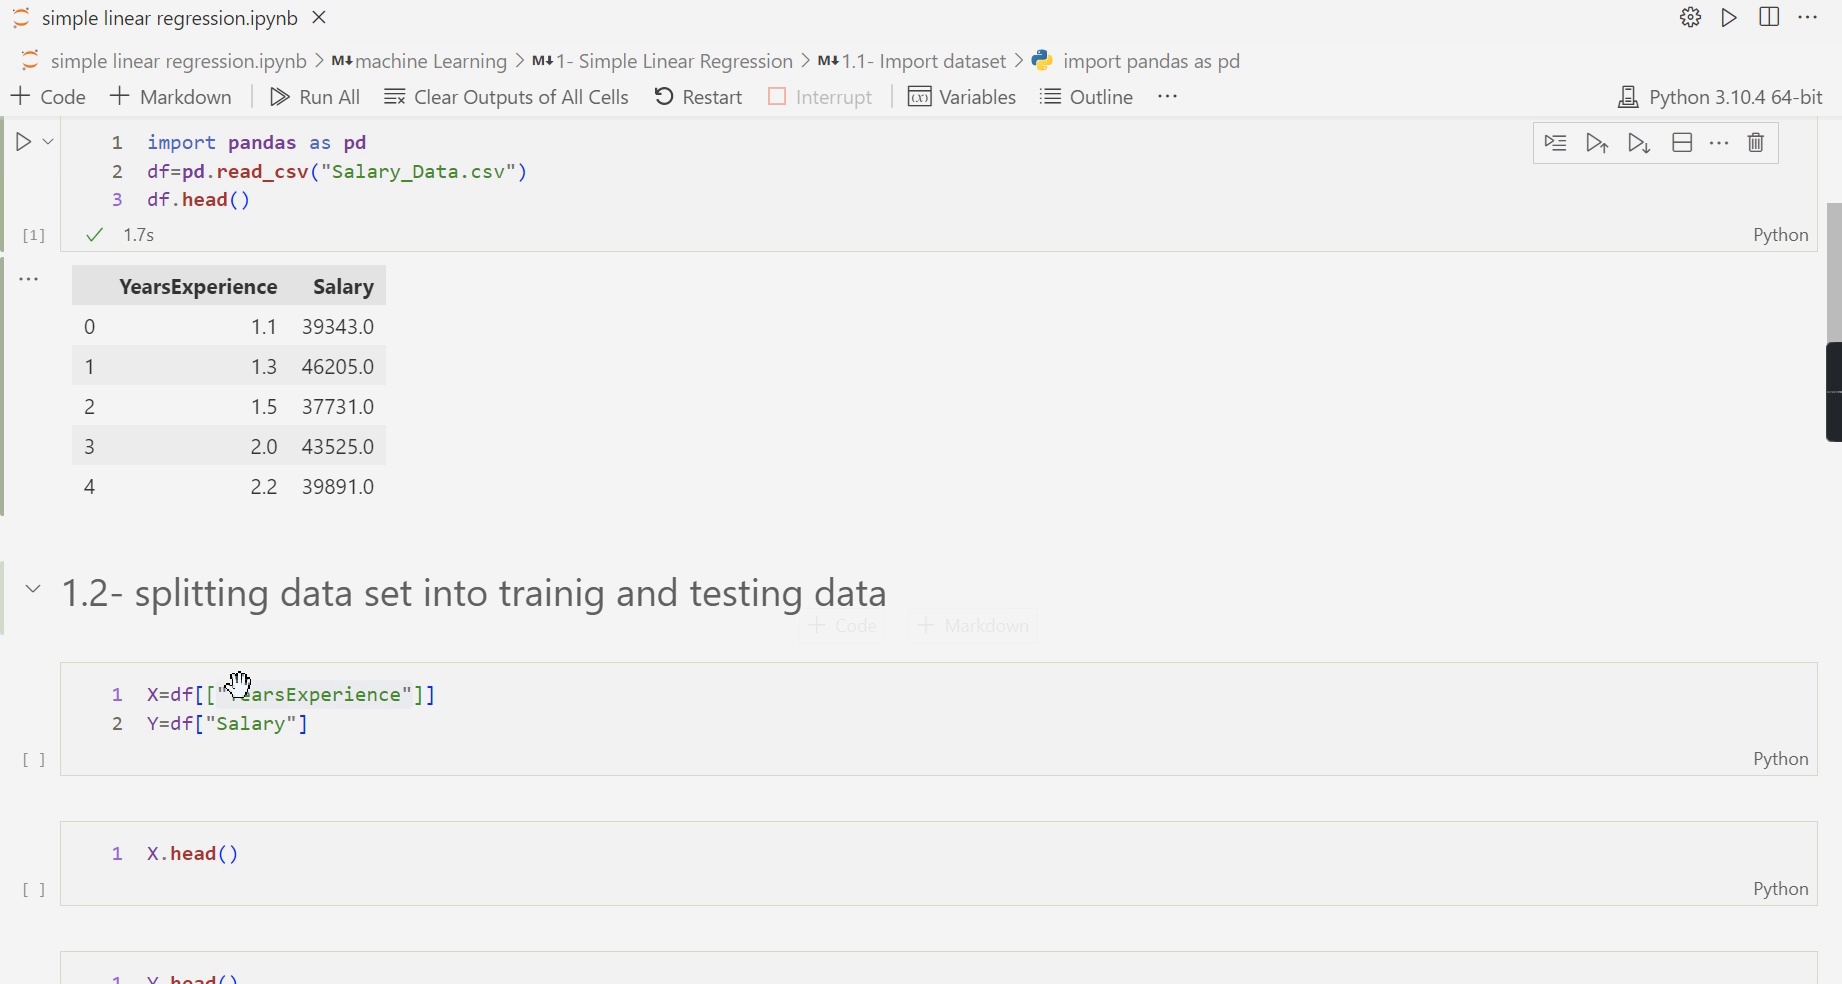 simple linear regression.ipynb
simple linear regression.ipynb > M↓ machine Learning > M↓ 1- Simple Linear Regression > M↓ 1.1- Import dataset > import pandas as pd
+ Code + Markdown | Run All Clear Outputs of All Cells Restart Interrupt | Variables Outline ... Python 3.10.4 64-bit
1 import pandas as pd
2 df=pd.read_csv("Salary_Data.csv")
3 df.head()
[1] ✓ 1.7s Python
YearsExperience Salary
0 1.1 39343.0
1 1.3 46205.0
2 1.5 37731.0
3 2.0 43525.0
4 2.2 39891.0
1.2- splitting data set into trainig and testing data
+ Code + Markdown
1 X=df[["YearsExperience"]]
2 Y=df["Salary"]
[ ] Python
1 X.head()
[ ] Python
1 Y.head()